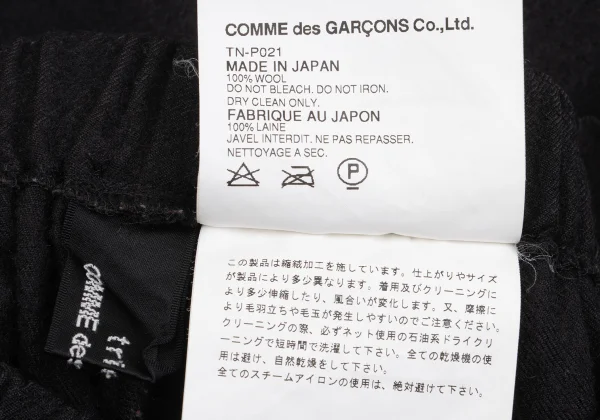 COMME des GARÇONS Co.,Ltd.
TN-P021
MADE IN JAPAN
100% WOOL
DO NOT BLEACH. DO NOT IRON.
DRY CLEAN ONLY.
FABRIQUE AU JAPON
100% LAINE
JAVEL INTERDIT. NE PAS REPASSER.
NETTOYAGE A SEC.
P
この製品は縮絨加工を施しています。仕上がりやサイズ
が製品により多少異なります。着用及びクリーニングに
より多少伸縮したり、風合いが変化します。又、摩擦に
より毛羽立ちや毛玉が発生しやすいのでご注意ください。
クリーニングの際、必ずネット使用の石油系ドライクリ
ーニングで短時間で洗濯して下さい。全ての乾燥機の使
用は避け、自然乾燥をして下さい。
全てのスチームアイロンの使用は、絶対避けて下さい。
tri
COMME des